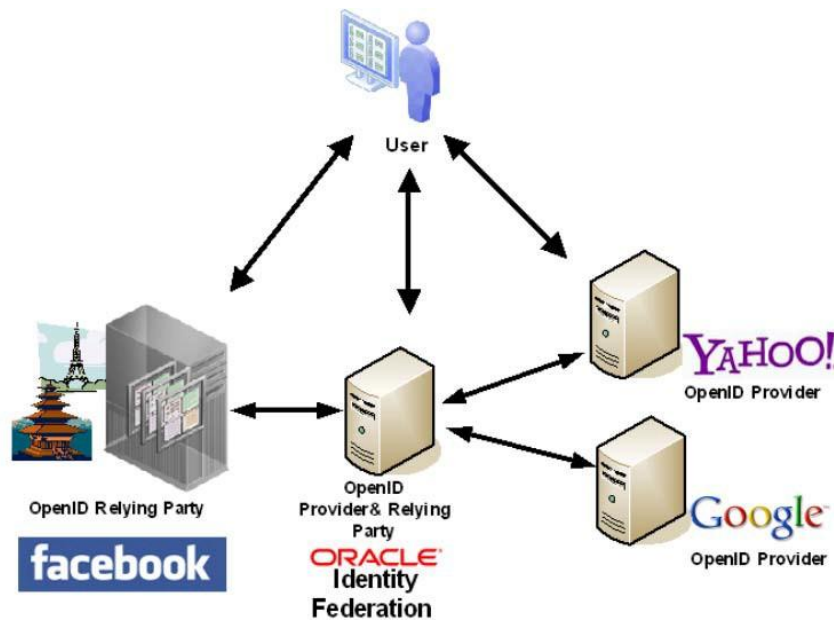 User
YAHOO!
OpenID Provider
OpenID Relying Party
facebook
OpenID
Provider& Relying
Party
ORACLE
Identity
Federation
Google
OpenID Provider